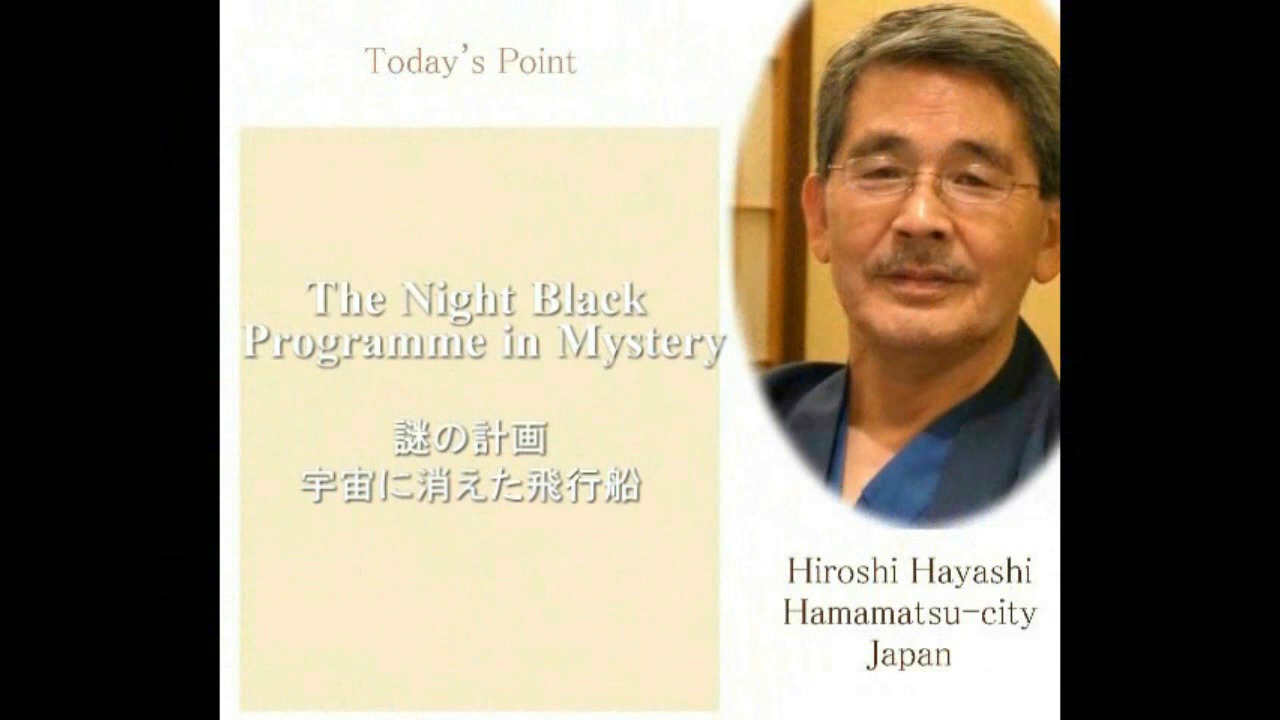 Today's Point
The Night Black
Programme in Mystery
謎の計画
宇宙に消えた飛行船
Hiroshi Hayashi
Hamamatsu-city
Japan